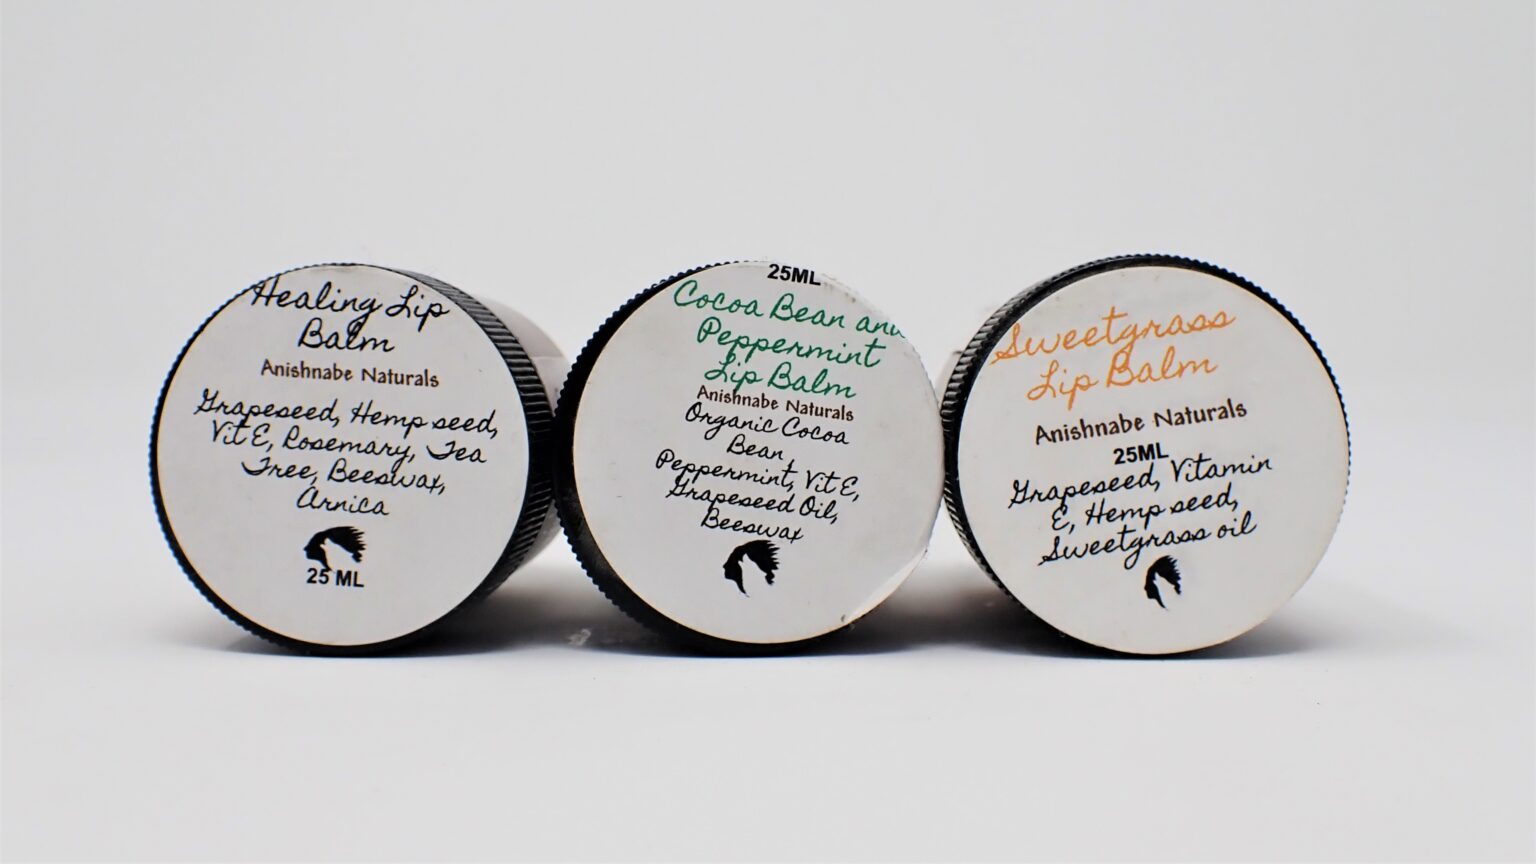 Healing Lip
Balm
Anishnabe Naturals
Grapeseed, Hemp seed,
Vit E, Rosemary, Tea
Tree, Beeswax,
Arnica
25 ML
25ML
Cocoa Bean and
Peppermint
Lip Balm
Anishnabe Naturals
Organic Cocoa
Bean,
Peppermint, Vit E,
Grapeseed Oil,
Beeswax
Sweetgrass
Lip Balm
Anishnabe Naturals
25ML
Grapeseed, Vitamin
E, Hemp seed,
Sweetgrass oil